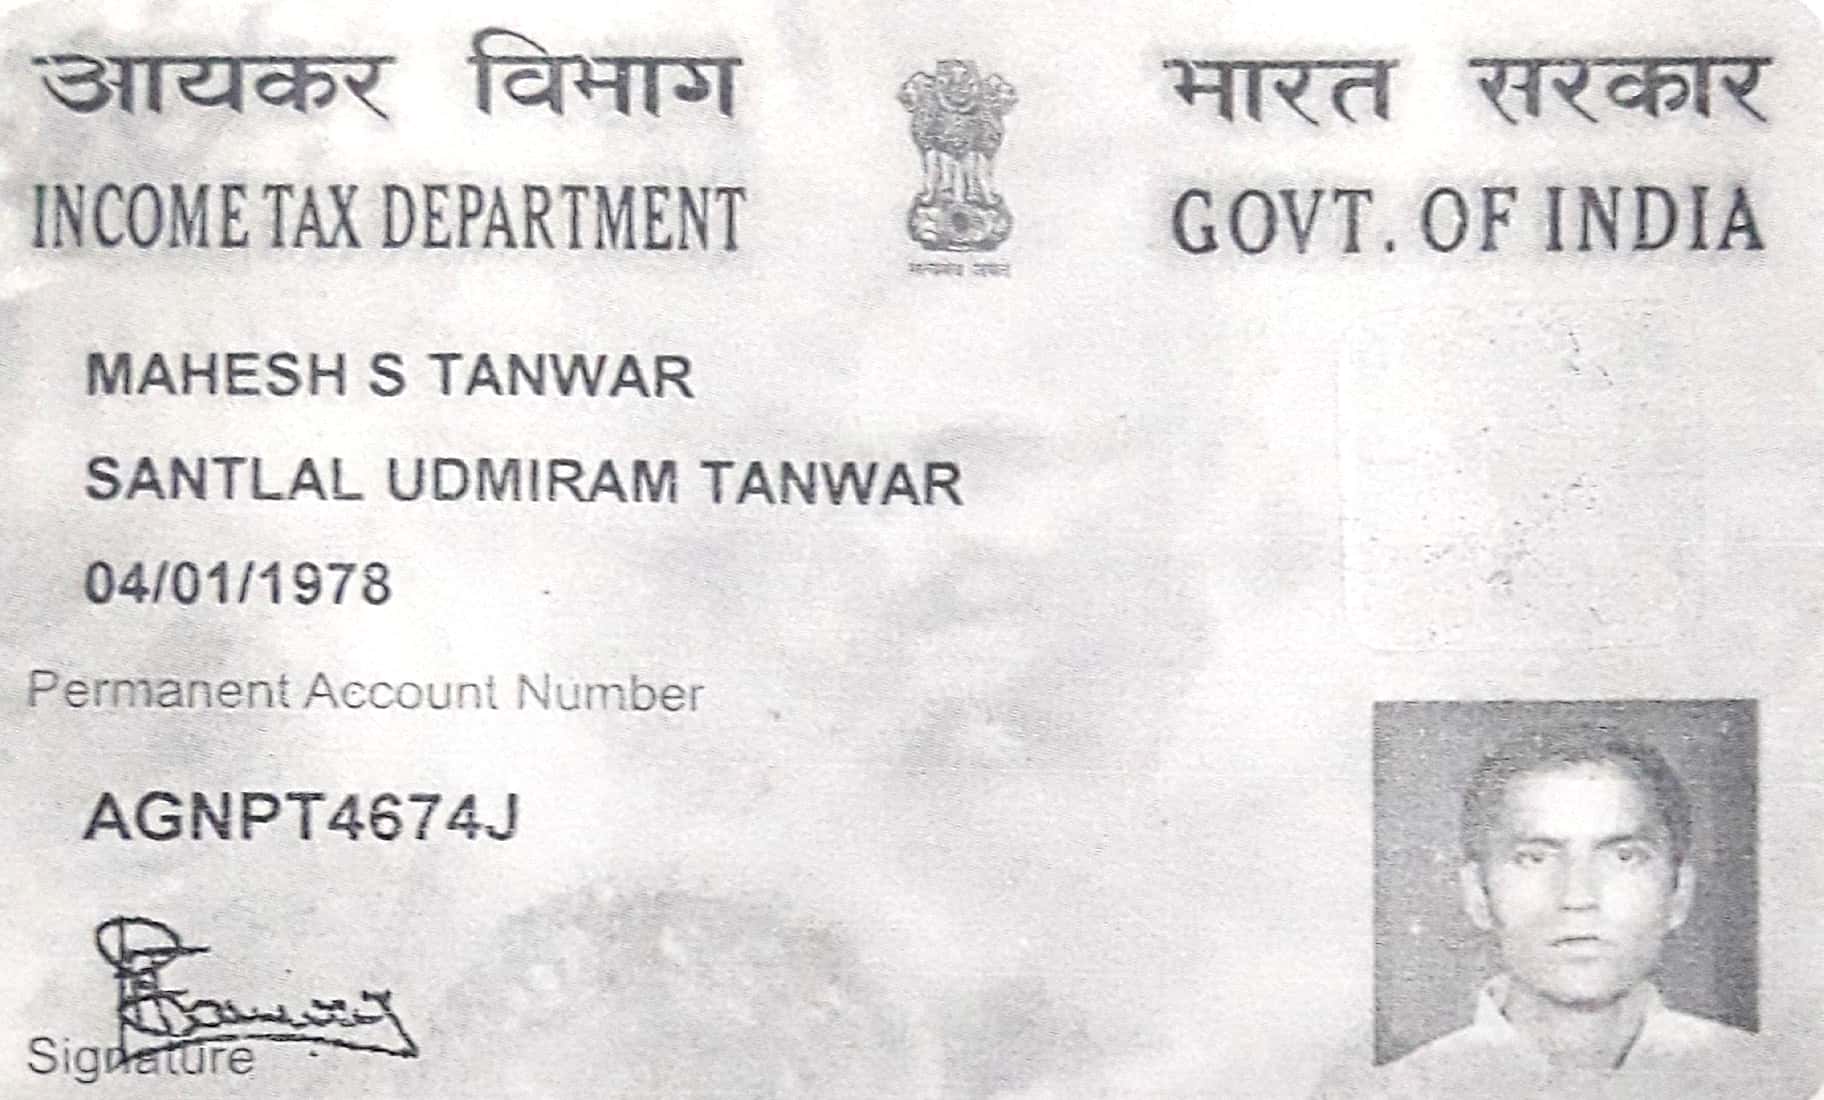 आयकर विभाग
INCOME TAX DEPARTMENT
भारत सरकार
GOVT. OF INDIA
सत्यमेव जयते
MAHESH S TANWAR
SANTLAL UDMIRAM TANWAR
04/01/1978
Permanent Account Number
AGNPT4674J
Signature